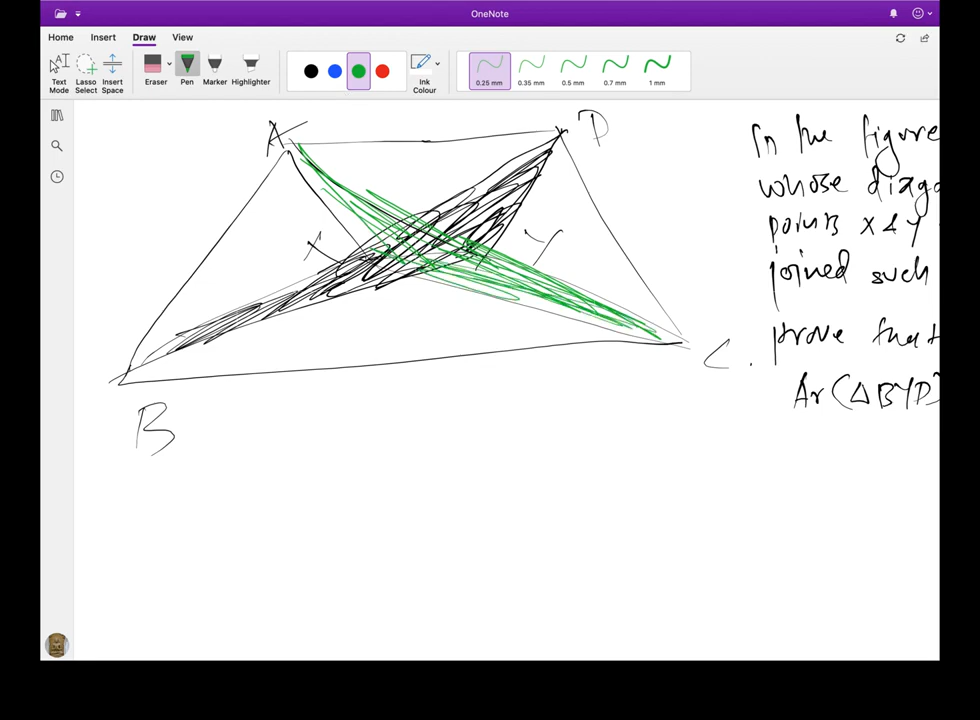 OneNote
Home Insert Draw View
Text Mode
Lasso Select
Insert Space
Eraser
Pen
Marker
Highlighter
Ink Colour
0.25 mm
0.35 mm
0.5 mm
0.7 mm
1 mm
A
D
X
Y
C
B
In the figure
whose diago
points X & Y
joined such
prove that
Ar(△BYD)